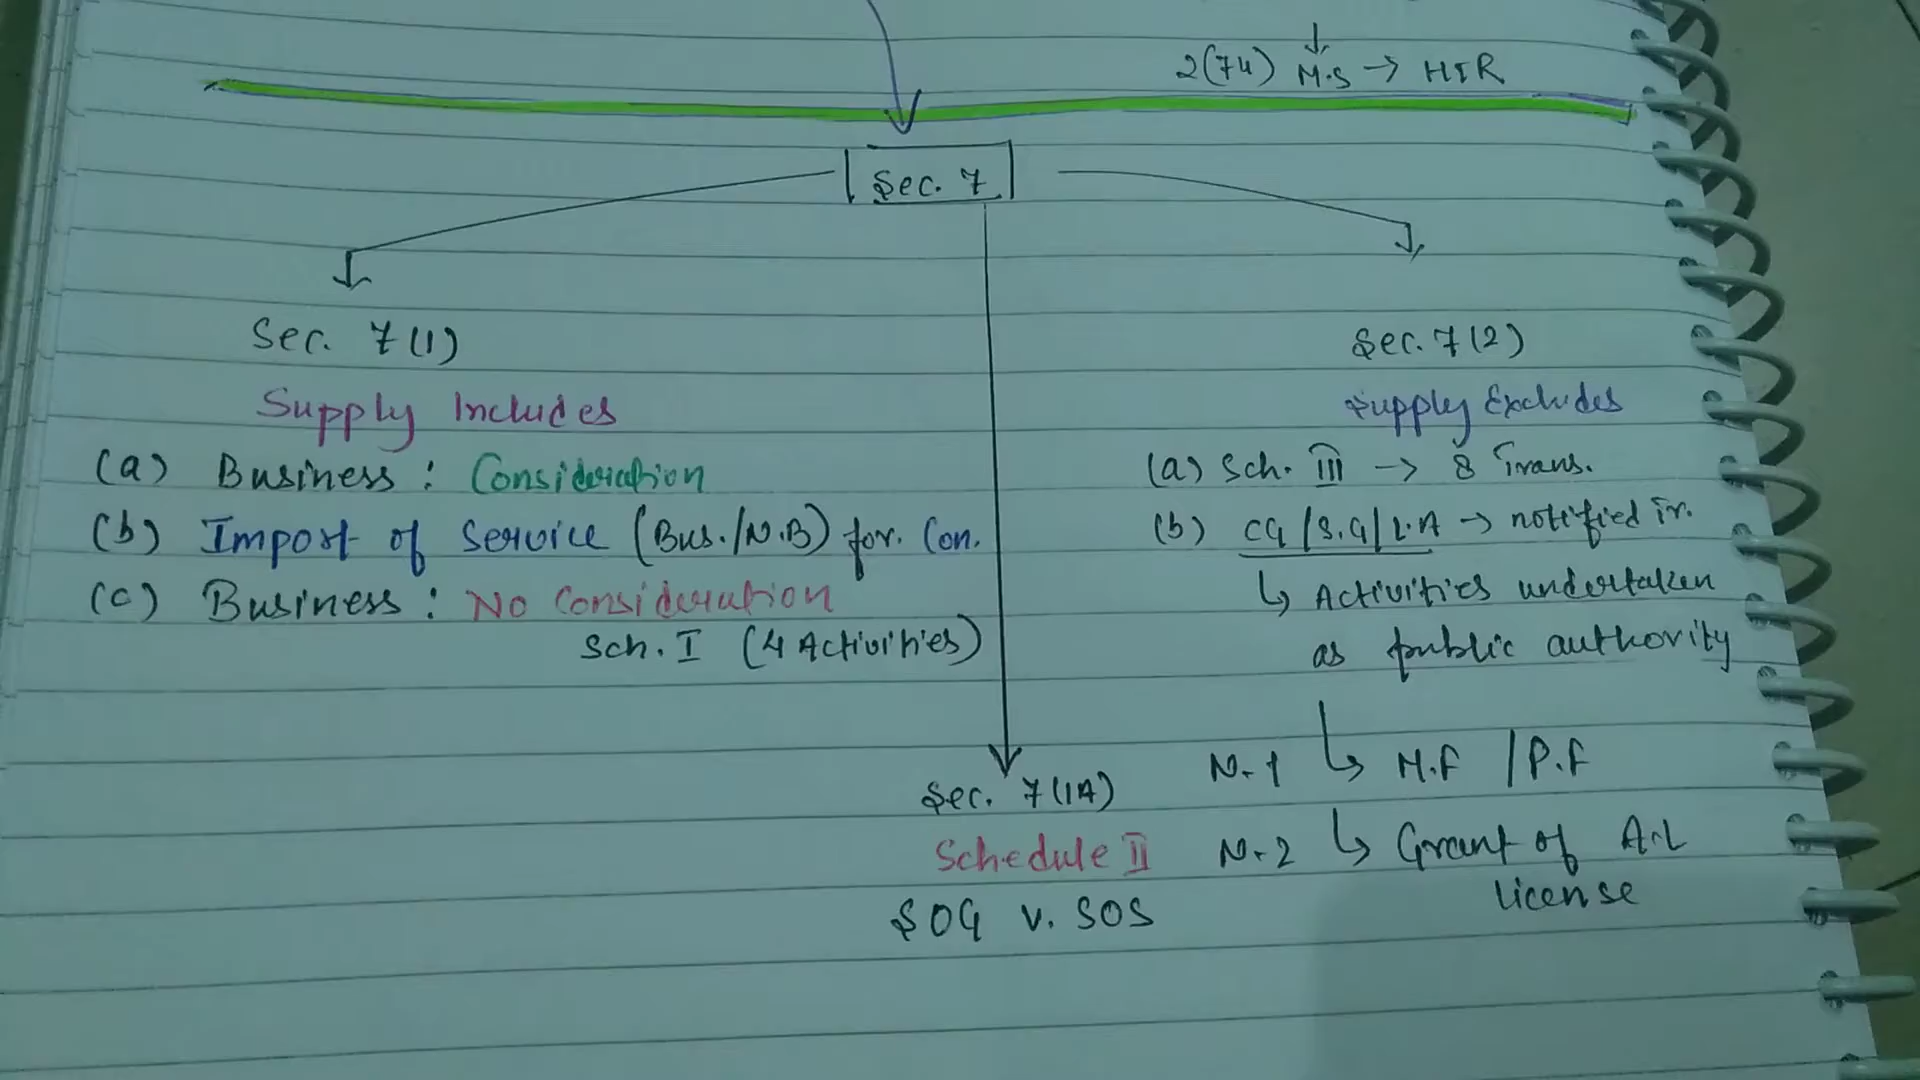 2(74) M.S → HTR
Sec. 7
Sec. 7(1)
Supply Includes
(a) Business : Consideration
(b) Import of Service (Bus./N.B) for. Con.
(c) Business : No Consideration
Sch. I (4 Activities)
Sec. 7(1A)
Schedule II
SOG v. SOS
Sec. 7(2)
Supply Excludes
(a) Sch. III → 8 Trans.
(b) CG/S.G/L.A → notified tr.
↳ Activities undertaken
as public authority
N-1 ↳ M.F / P.F
N-2 ↳ Grant of A.L
license